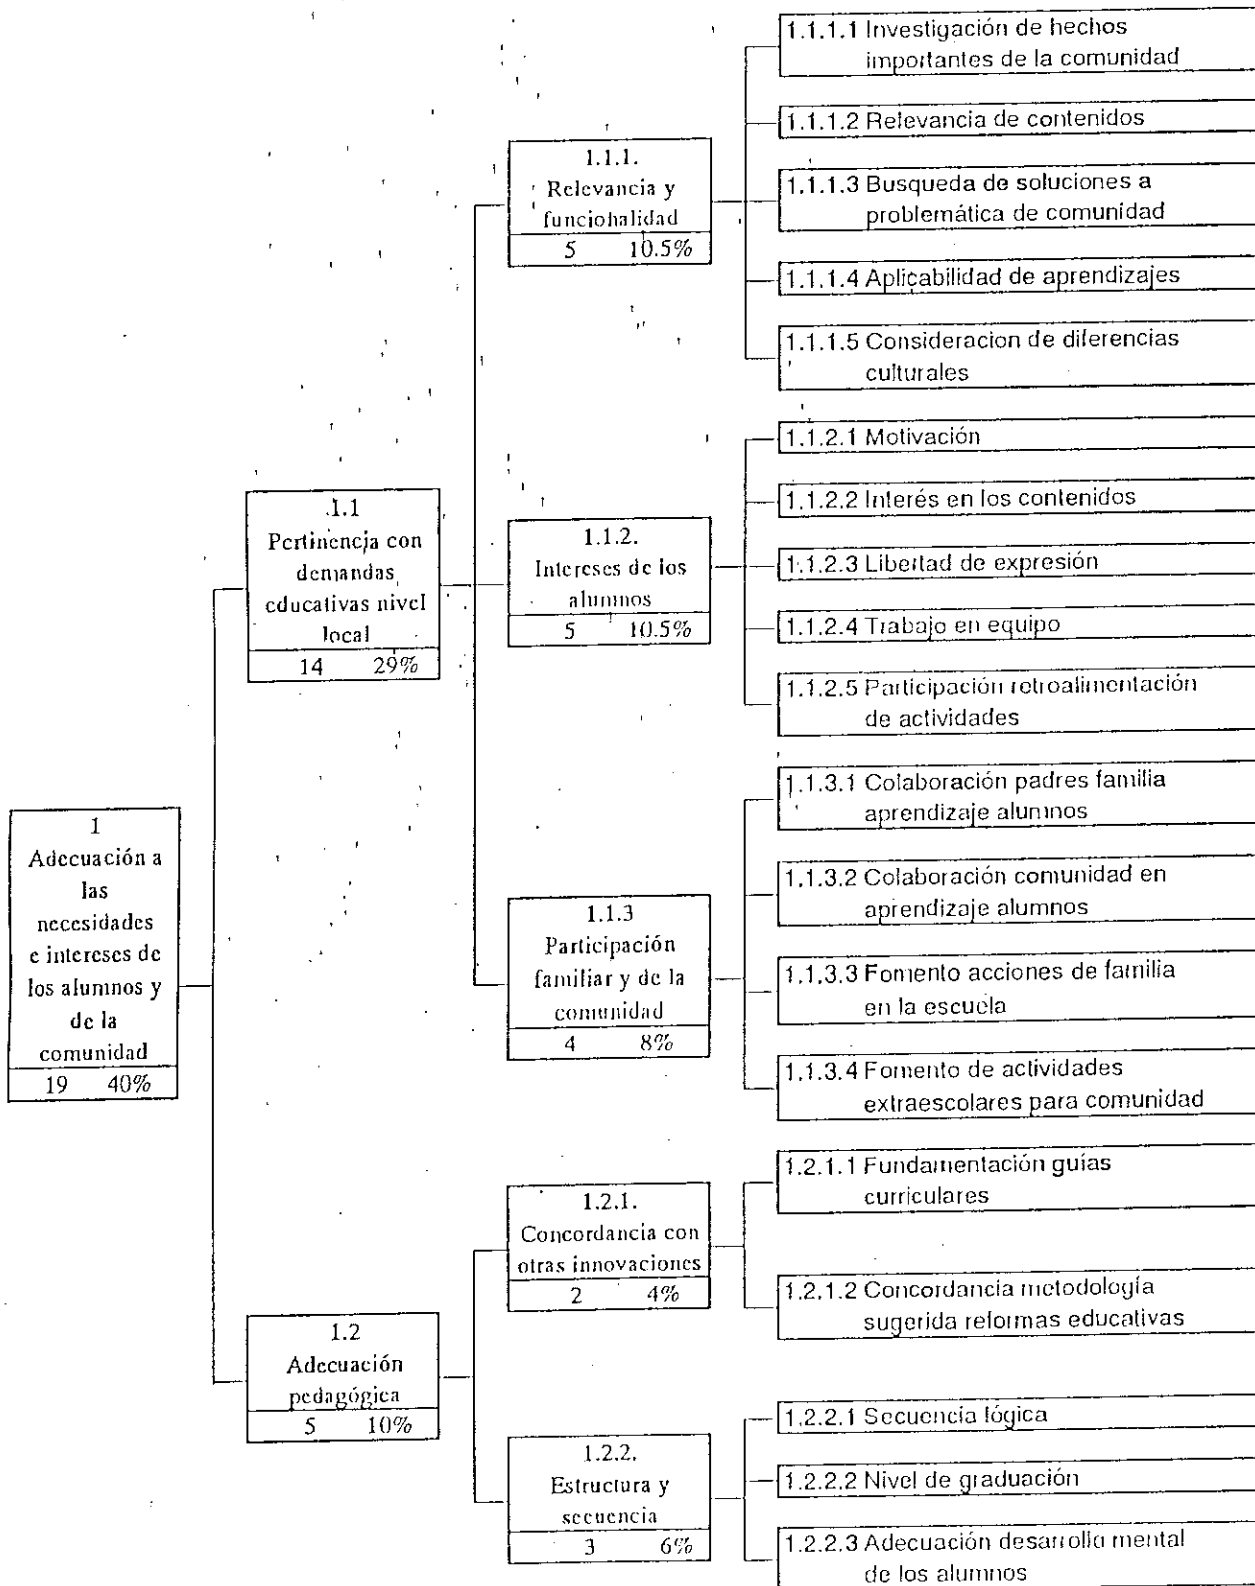 1
Adecuación a
las
necesidades
e intereses de
los alumnos y
de la
comunidad
19 40%
1.1
Pertinencia con
demandas
educativas nivel
local
14 29%
1.2
Adecuación
pedagógica
5 10%
1.1.1.
Relevancia y
funcionalidad
5 10.5%
1.1.2.
Intereses de los
alumnos
5 10.5%
1.1.3
Participación
familiar y de la
comunidad
4 8%
1.2.1.
Concordancia con
otras innovaciones
2 4%
1.2.2.
Estructura y
secuencia
3 6%
1.1.1.1 Investigación de hechos
importantes de la comunidad
1.1.1.2 Relevancia de contenidos
1.1.1.3 Busqueda de soluciones a
problemática de comunidad
1.1.1.4 Aplicabilidad de aprendizajes
1.1.1.5 Consideracion de diferencias
culturales
1.1.2.1 Motivación
1.1.2.2 Interés en los contenidos
1.1.2.3 Libertad de expresión
1.1.2.4 Trabajo en equipo
1.1.2.5 Participación retroalimentación
de actividades
1.1.3.1 Colaboración padres familia
aprendizaje alumnos
1.1.3.2 Colaboración comunidad en
aprendizaje alumnos
1.1.3.3 Fomento acciones de familia
en la escuela
1.1.3.4 Fomento de actividades
extraescolares para comunidad
1.2.1.1 Fundamentación guías
curriculares
1.2.1.2 Concordancia metodología
sugerida reformas educativas
1.2.2.1 Secuencia lógica
1.2.2.2 Nivel de graduación
1.2.2.3 Adecuación desarrollo mental
de los alumnos